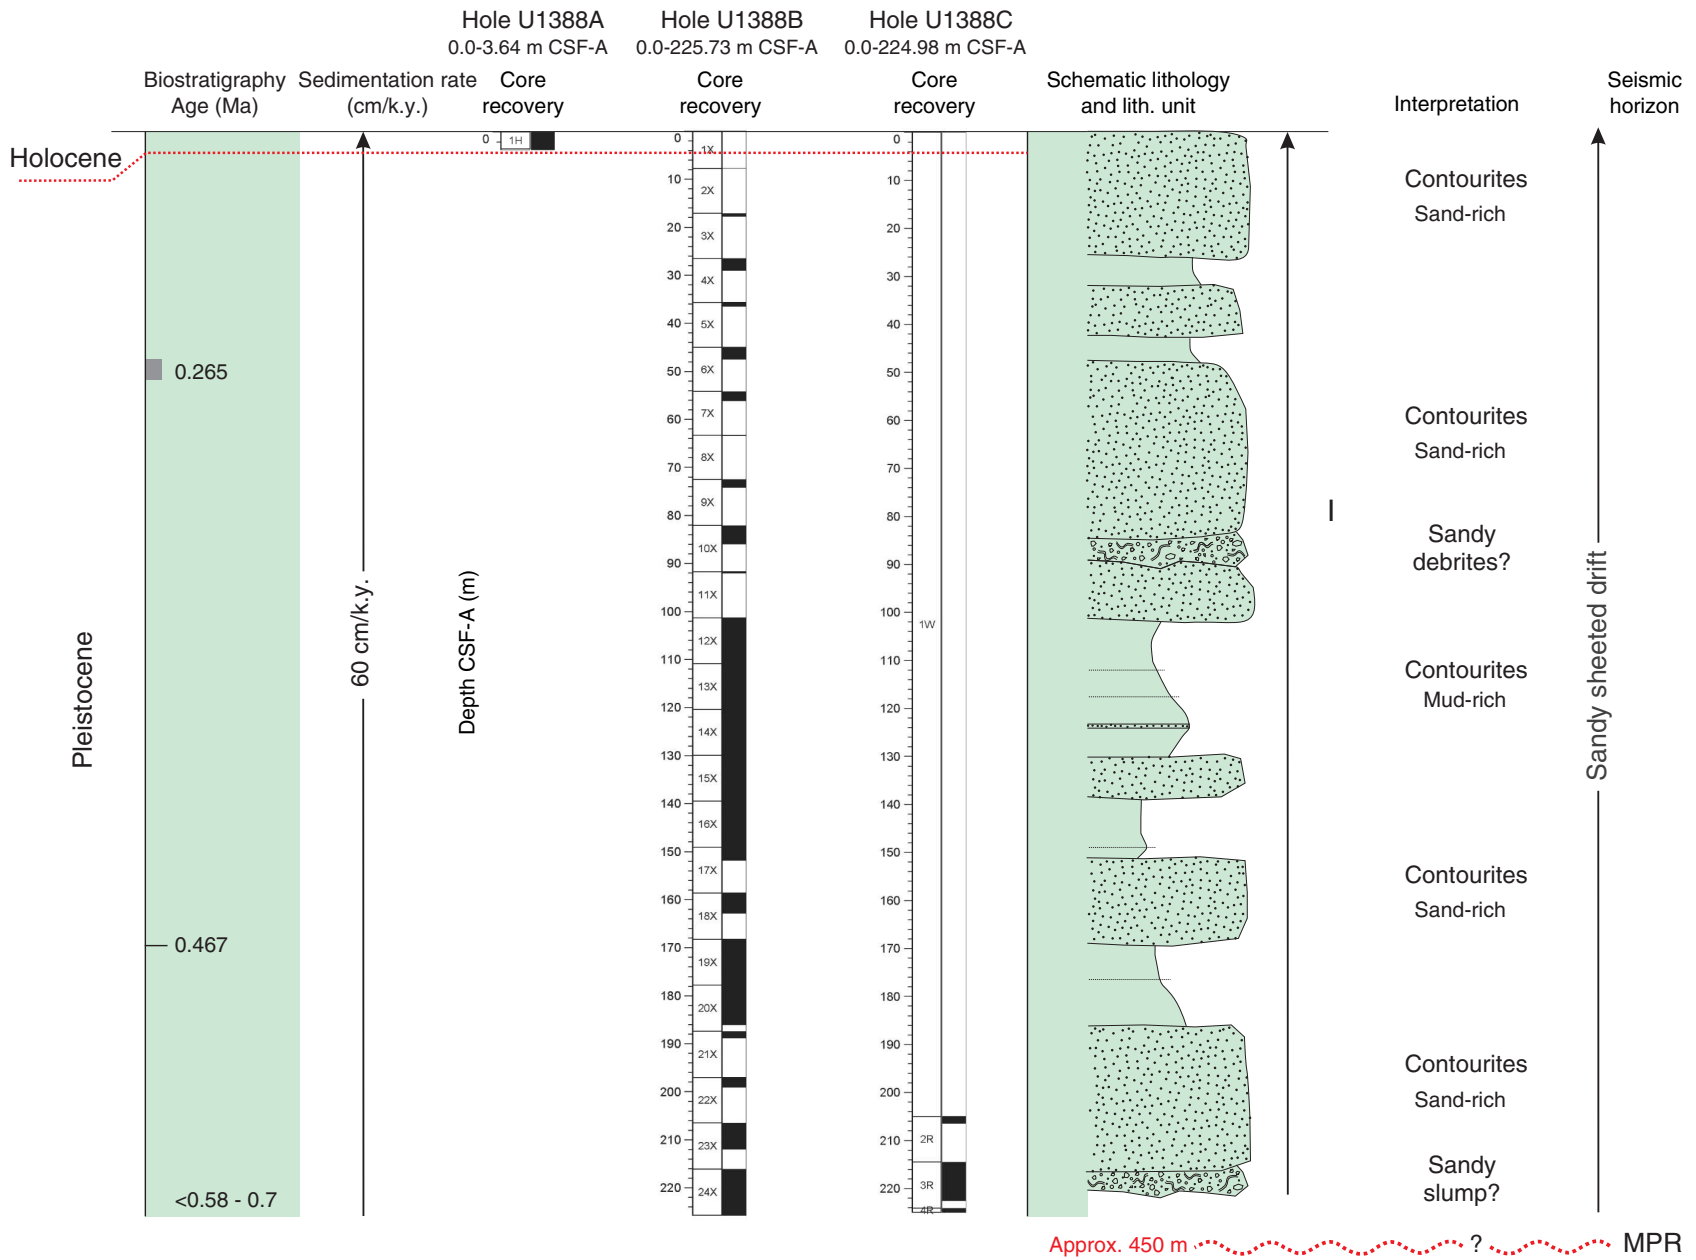 Hole U1388A
0.0-3.64 m CSF-A
Hole U1388B
0.0-225.73 m CSF-A
Hole U1388C
0.0-224.98 m CSF-A
Biostratigraphy
Age (Ma)
Sedimentation rate
(cm/k.y.)
Core
recovery
Core
recovery
Core
recovery
Schematic lithology
and lith. unit
Interpretation
Seismic
horizon
Holocene
Pleistocene
0.265
0.467
<0.58 - 0.7
60 cm/k.y.
Depth CSF-A (m)
0
1H
0
10
20
30
40
50
60
70
80
90
100
110
120
130
140
150
160
170
180
190
200
210
220
1X
2X
3X
4X
5X
6X
7X
8X
9X
10X
11X
12X
13X
14X
15X
16X
17X
18X
19X
20X
21X
22X
23X
24X
0
10
20
30
40
50
60
70
80
90
100
110
120
130
140
150
160
170
180
190
200
210
220
1W
2R
3R
4R
I
Contourites
Sand-rich
Contourites
Sand-rich
Sandy
debrites?
Contourites
Mud-rich
Contourites
Sand-rich
Contourites
Sand-rich
Sandy
slump?
Sandy sheeted drift
Approx. 450 m
?
MPR